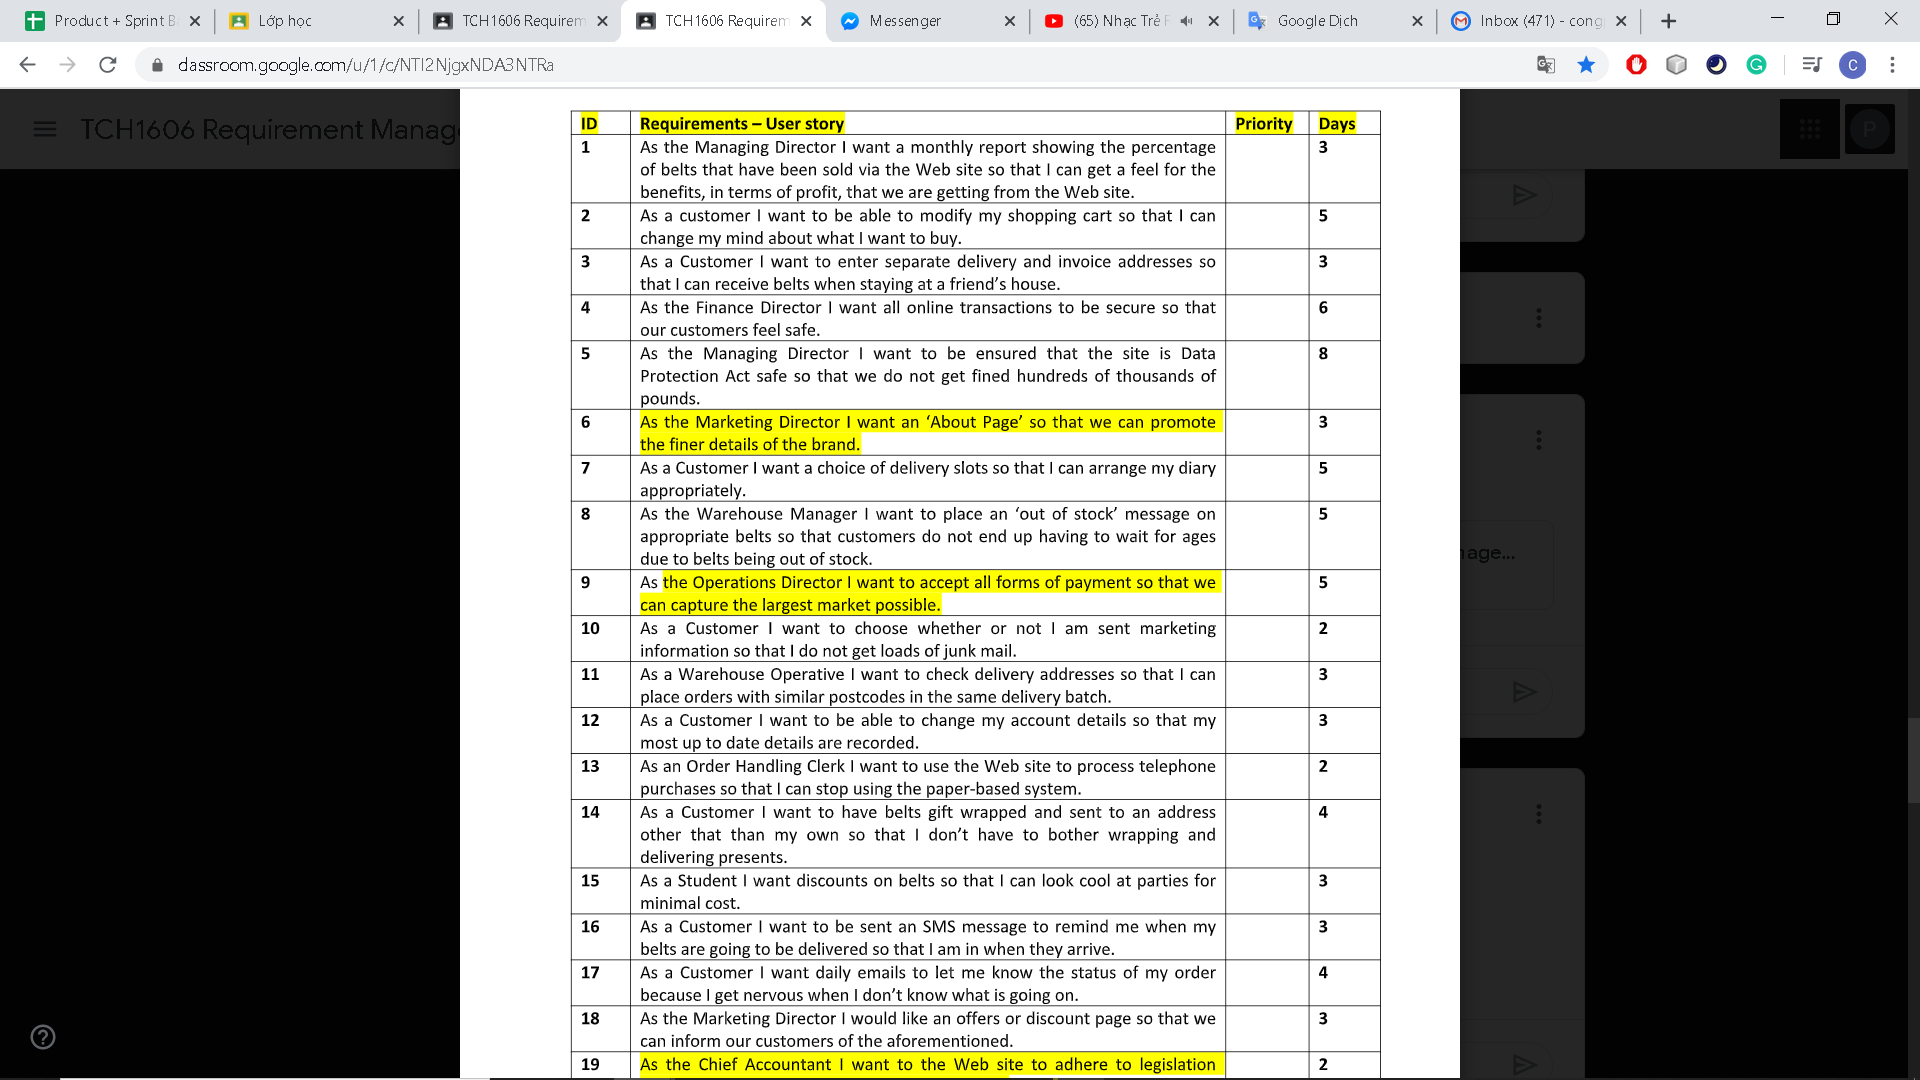 Product + Sprint B
Lớp học
TCH1606 Requirem
TCH1606 Requirem
Messenger
(65) Nhạc Trẻ R
Google Dịch
Inbox (471) - cong
classroom.google.com/u/1/c/NTI2NjgxNDA3NTRa
TCH1606 Requirement Manag
ID Requirements – User story Priority Days
1 As the Managing Director I want a monthly report showing the percentage 3
of belts that have been sold via the Web site so that I can get a feel for the
benefits, in terms of profit, that we are getting from the Web site.
2 As a customer I want to be able to modify my shopping cart so that I can 5
change my mind about what I want to buy.
3 As a Customer I want to enter separate delivery and invoice addresses so 3
that I can receive belts when staying at a friend’s house.
4 As the Finance Director I want all online transactions to be secure so that 6
our customers feel safe.
5 As the Managing Director I want to be ensured that the site is Data 8
Protection Act safe so that we do not get fined hundreds of thousands of
pounds.
6 As the Marketing Director I want an ‘About Page’ so that we can promote 3
the finer details of the brand.
7 As a Customer I want a choice of delivery slots so that I can arrange my diary 5
appropriately.
8 As the Warehouse Manager I want to place an ‘out of stock’ message on 5
appropriate belts so that customers do not end up having to wait for ages
due to belts being out of stock.
9 As the Operations Director I want to accept all forms of payment so that we 5
can capture the largest market possible.
10 As a Customer I want to choose whether or not I am sent marketing 2
information so that I do not get loads of junk mail.
11 As a Warehouse Operative I want to check delivery addresses so that I can 3
place orders with similar postcodes in the same delivery batch.
12 As a Customer I want to be able to change my account details so that my 3
most up to date details are recorded.
13 As an Order Handling Clerk I want to use the Web site to process telephone 2
purchases so that I can stop using the paper-based system.
14 As a Customer I want to have belts gift wrapped and sent to an address 4
other that than my own so that I don’t have to bother wrapping and
delivering presents.
15 As a Student I want discounts on belts so that I can look cool at parties for 3
minimal cost.
16 As a Customer I want to be sent an SMS message to remind me when my 3
belts are going to be delivered so that I am in when they arrive.
17 As a Customer I want daily emails to let me know the status of my order 4
because I get nervous when I don’t know what is going on.
18 As the Marketing Director I would like an offers or discount page so that we 3
can inform our customers of the aforementioned.
19 As the Chief Accountant I want to the Web site to adhere to legislation 2
nage...
C
P